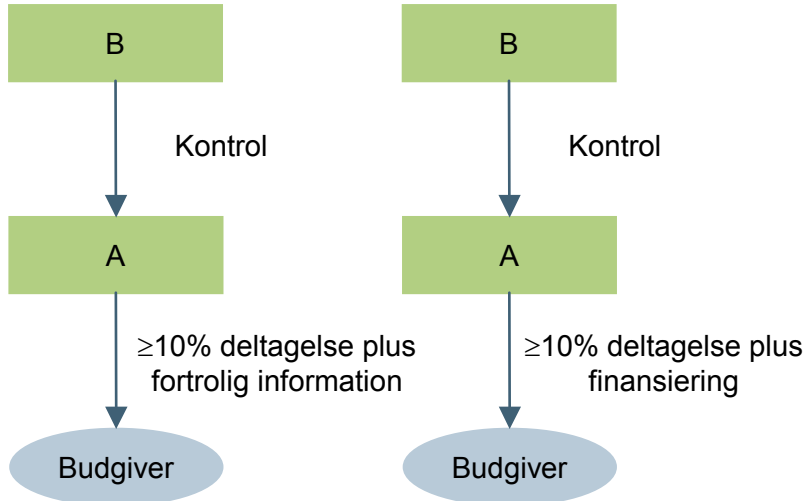 B
Kontrol
A
≥10% deltagelse plus
fortrolig information
Budgiver
B
Kontrol
A
≥10% deltagelse plus
finansiering
Budgiver